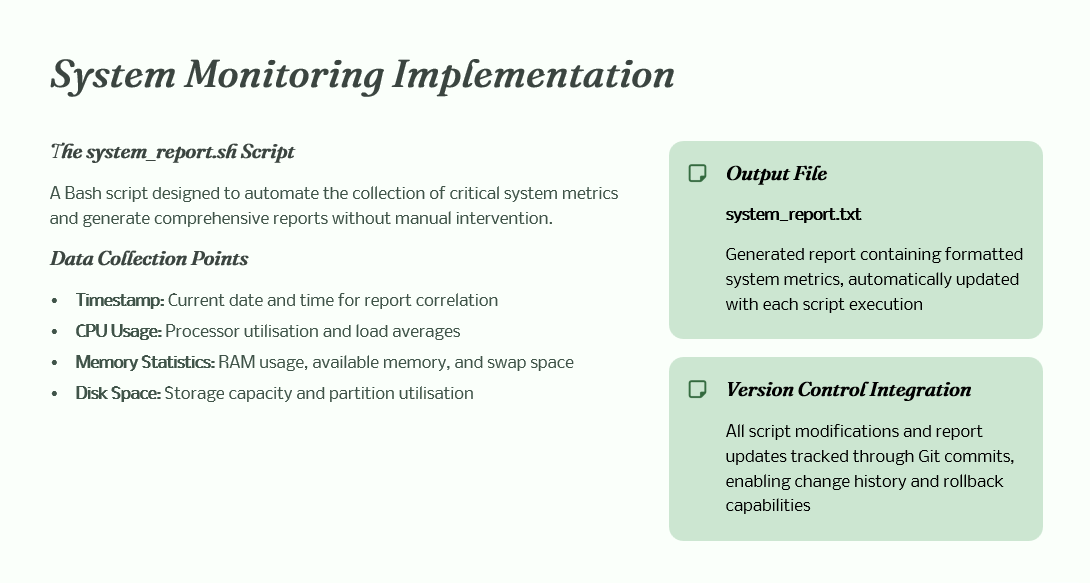 System Monitoring Implementation
The system_report.sh Script
A Bash script designed to automate the collection of critical system metrics
and generate comprehensive reports without manual intervention.
Data Collection Points
• Timestamp: Current date and time for report correlation
• CPU Usage: Processor utilisation and load averages
• Memory Statistics: RAM usage, available memory, and swap space
• Disk Space: Storage capacity and partition utilisation
Output File
system_report.txt
Generated report containing formatted
system metrics, automatically updated
with each script execution
Version Control Integration
All script modifications and report
updates tracked through Git commits,
enabling change history and rollback
capabilities